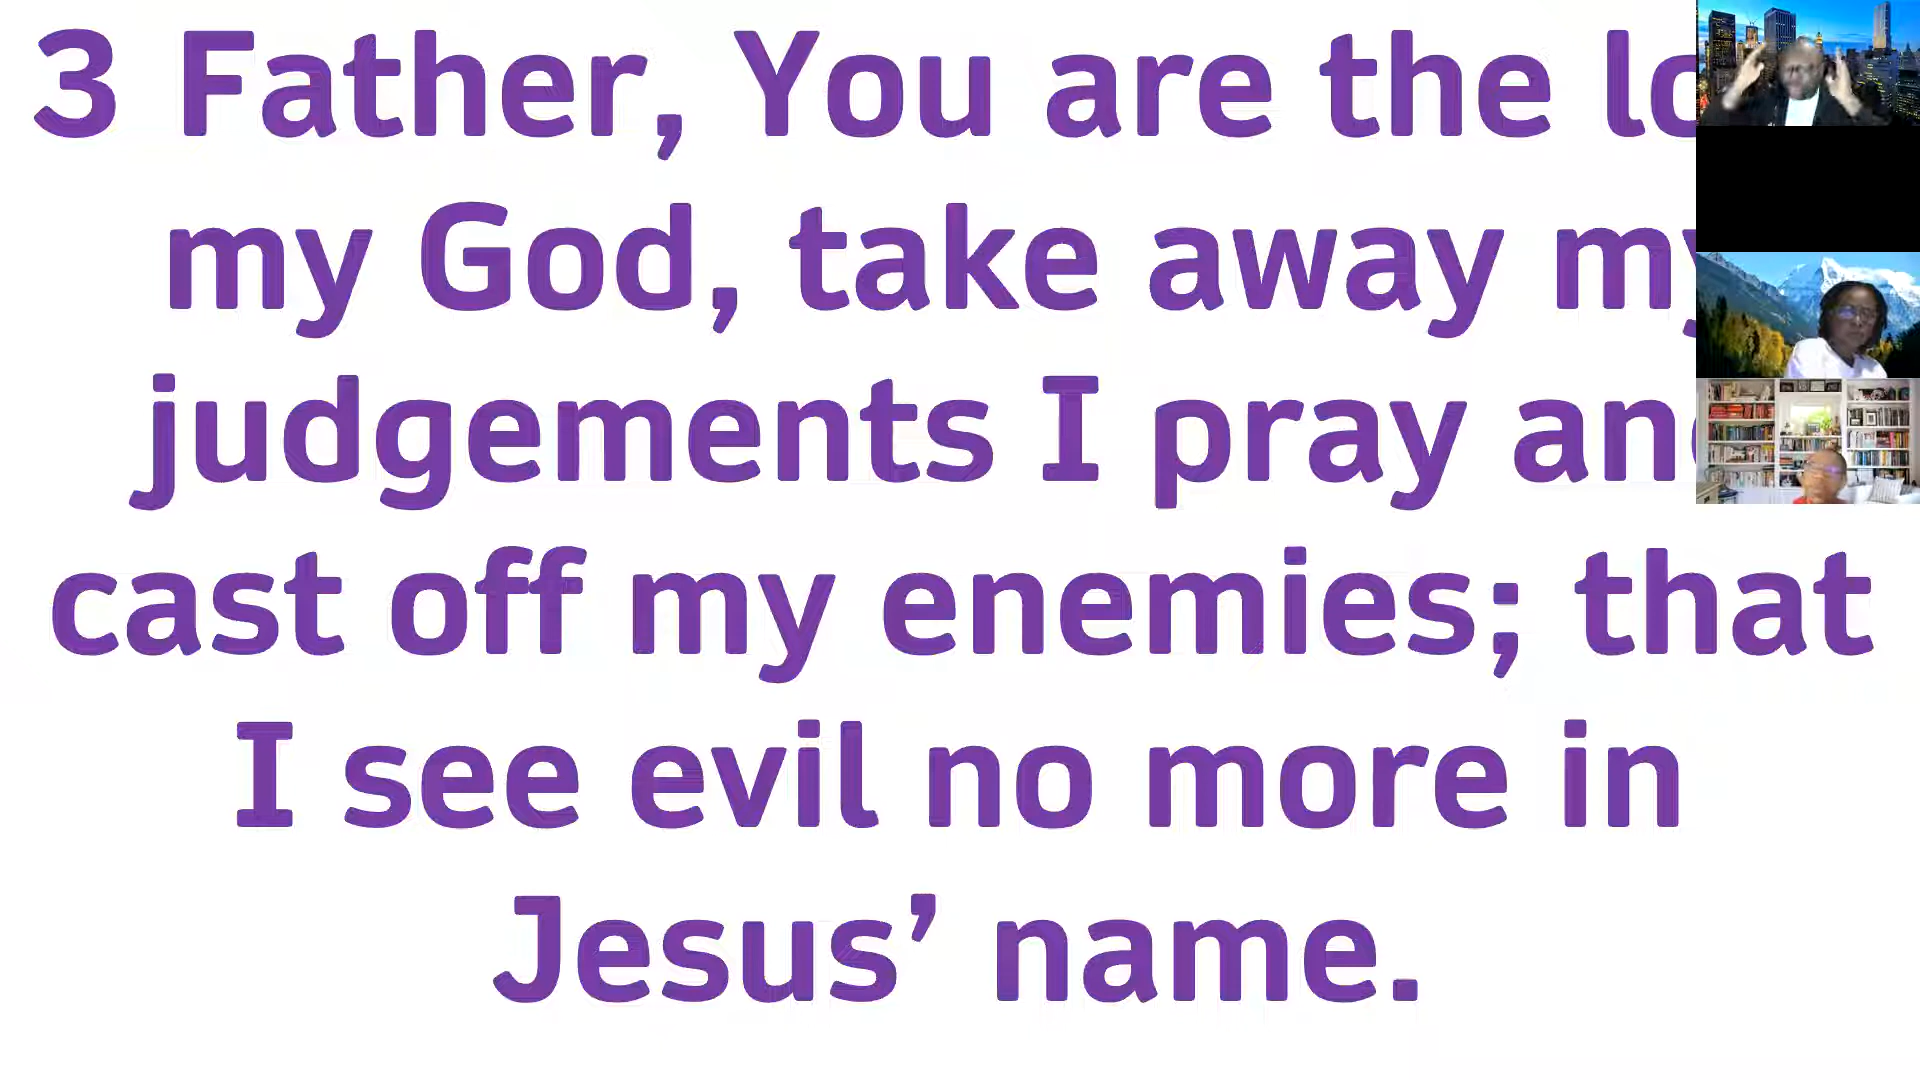 3 Father, You are the
my God, take away my
judgements I pray and
cast off my enemies; that
I see evil no more in
Jesus’ name.